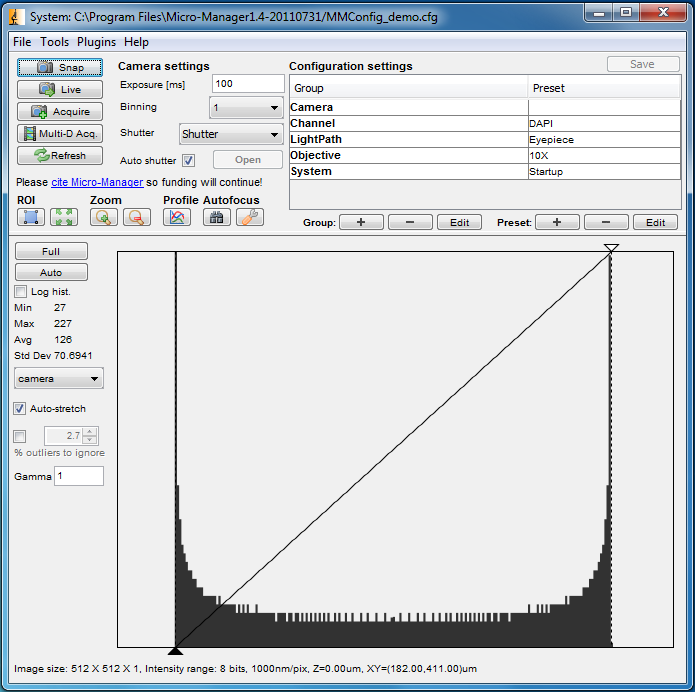 System: C:\Program Files\Micro-Manager1.4-20110731/MMConfig_demo.cfg
File Tools Plugins Help
Snap
Live
Acquire
Multi-D Acq.
Refresh
Camera settings
Exposure [ms] 100
Binning 1
Shutter Shutter
Auto shutter Open
Configuration settings
Save
Group Preset
Camera
Channel DAPI
LightPath Eyepiece
Objective 10X
System Startup
Please cite Micro-Manager so funding will continue!
ROI Zoom Profile Autofocus
Group: + − Edit Preset: + − Edit
Full
Auto
Log hist.
Min 27
Max 227
Avg 126
Std Dev 70.6941
camera
Auto-stretch
2.7
% outliers to ignore
Gamma 1
Image size: 512 X 512 X 1, Intensity range: 8 bits, 1000nm/pix, Z=0.00um, XY=(182.00,411.00)um